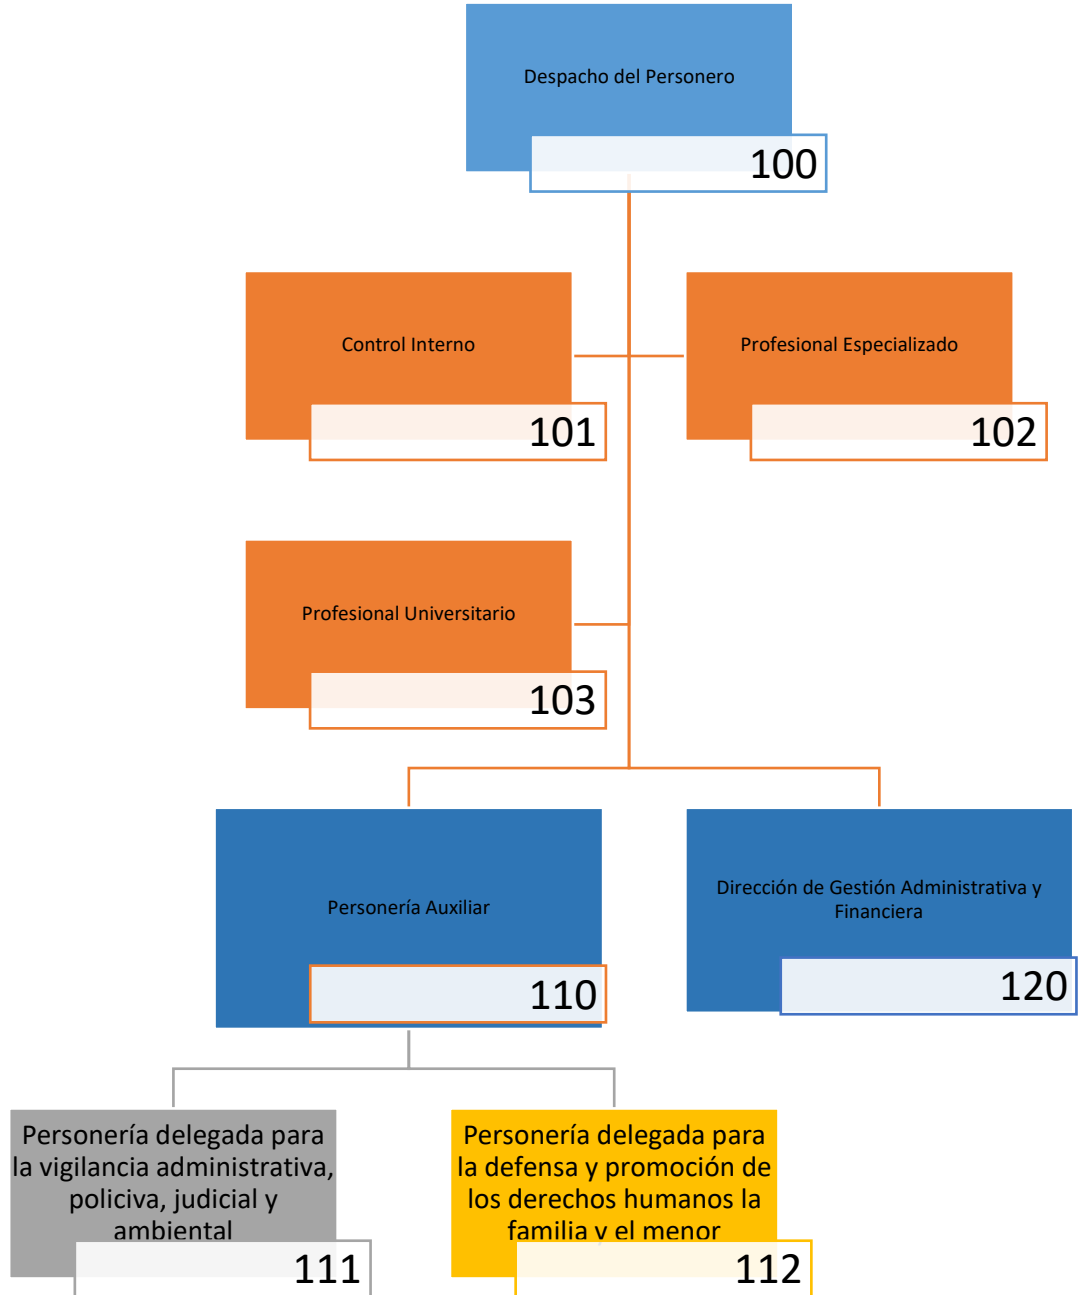 Despacho del Personero
100
Control Interno
101
Profesional Especializado
102
Profesional Universitario
103
Personería Auxiliar
110
Dirección de Gestión Administrativa y
Financiera
120
Personería delegada para
la vigilancia administrativa,
policiva, judicial y
ambiental
111
Personería delegada para
la defensa y promoción de
los derechos humanos la
familia y el menor
112